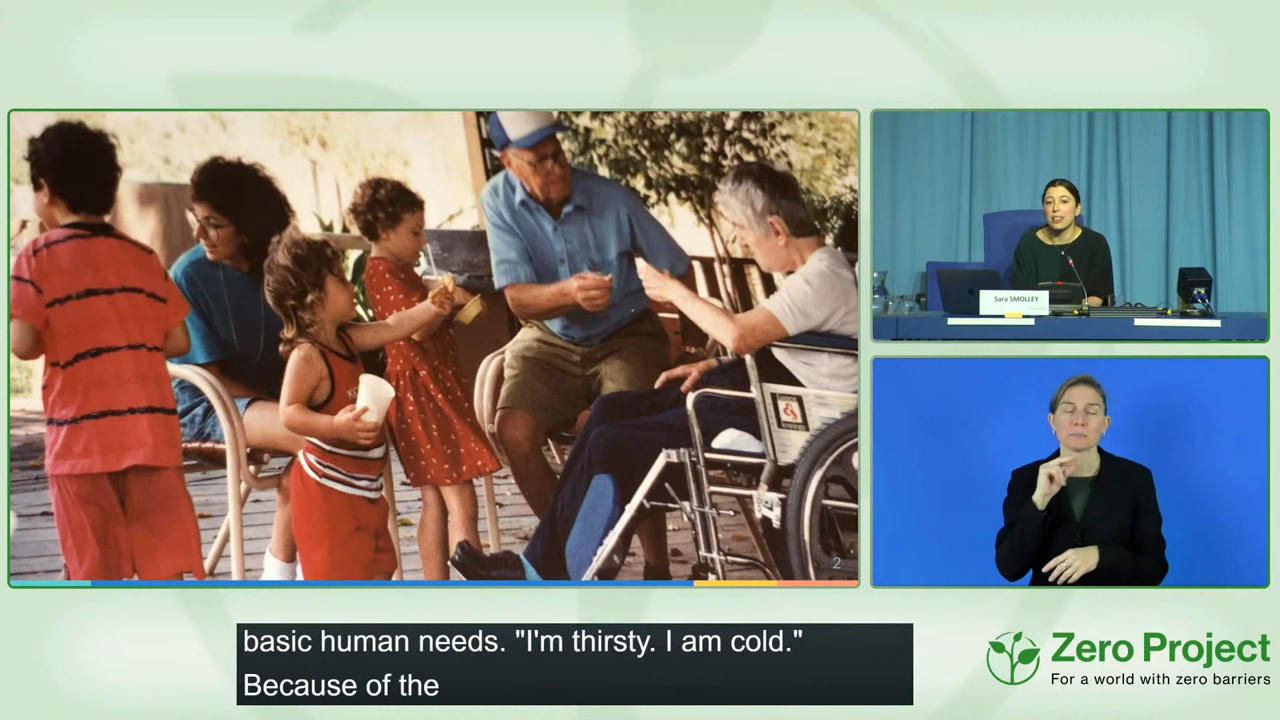 Sara SMOLLEY
2
basic human needs. "I'm thirsty. I am cold."
Because of the
Zero Project
For a world with zero barriers